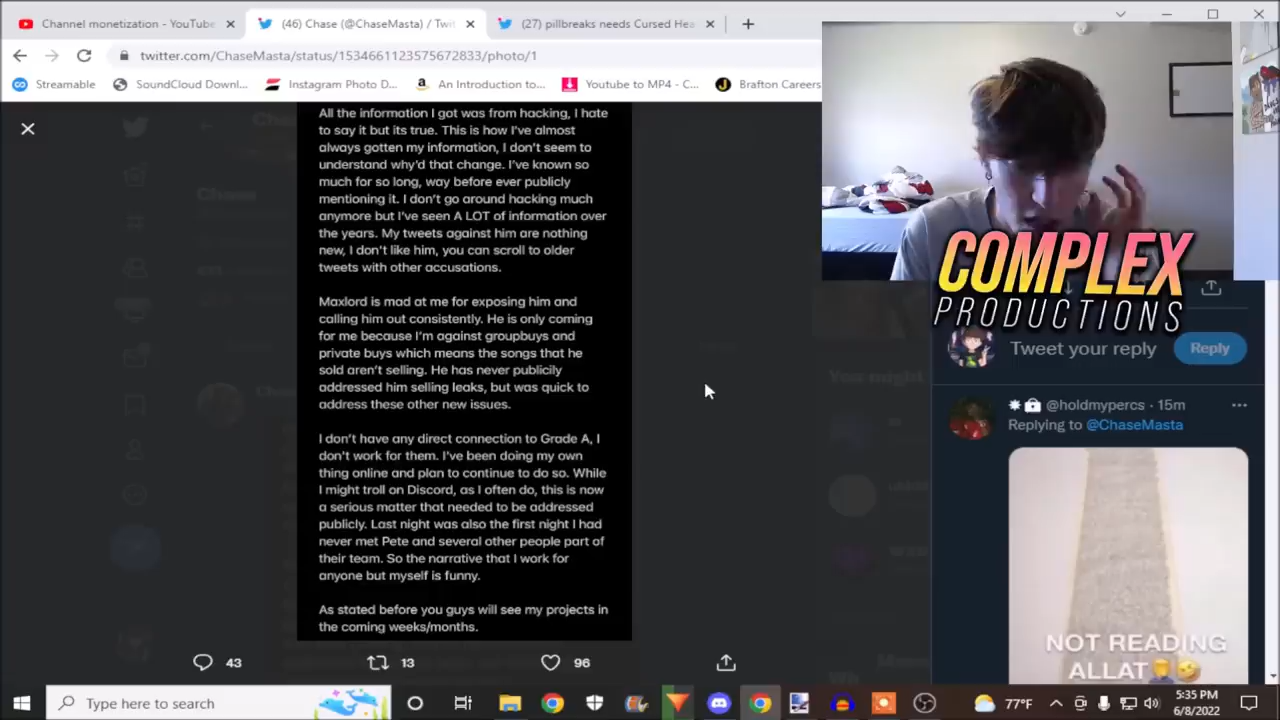 Channel monetization - YouTube
(46) Chase (@ChaseMasta) / Twit
(27) pillbreaks needs Cursed Hea
twitter.com/ChaseMasta/status/1534661123575672833/photo/1
Streamable
SoundCloud Downl...
Instagram Photo D...
An Introduction to...
Youtube to MP4 - C...
Brafton Careers
All the information I got was from hacking, I hate
to say it but its true. This is how I've almost
always gotten my information, I don't seem to
understand why'd that change. I've known so
much for so long, way before ever publicly
mentioning it. I don't go around hacking much
anymore but I've seen A LOT of information over
the years. My tweets against him are nothing
new, I don't like him, you can scroll to older
tweets with other accusations.
Maxlord is mad at me for exposing him and
calling him out consistently. He is only coming
for me because I'm against groupbuys and
private buys which means the songs that he
sold aren't selling. He has never publicily
addressed him selling leaks, but was quick to
address these other new issues.
I don't have any direct connection to Grade A, I
don't work for them. I've been doing my own
thing online and plan to continue to do so. While
I might troll on Discord, as I often do, this is now
a serious matter that needed to be addressed
publicly. Last night was also the first night I had
never met Pete and several other people part of
their team. So the narrative that I work for
anyone but myself is funny.
As stated before you guys will see my projects in
the coming weeks/months.
43
13
96
COMPLEX
PRODUCTIONS
Tweet your reply
Reply
You might
@holdmypercs · 15m
Replying to @ChaseMasta
NOT READING
ALLAT
Type here to search
77°F
5:35 PM
6/8/2022